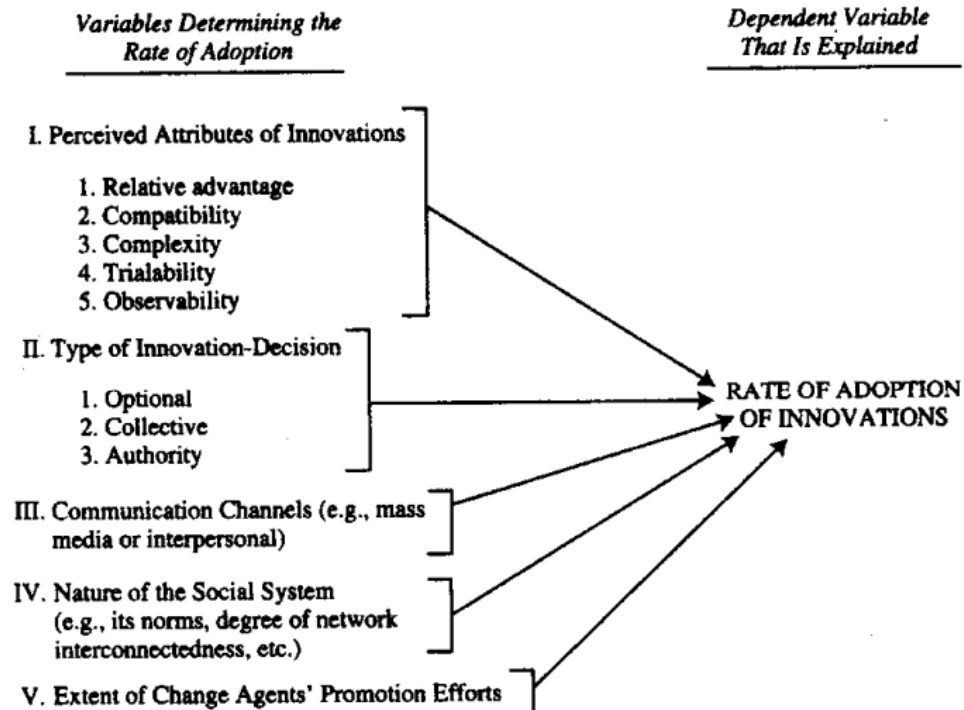 Variables Determining the
Rate of Adoption
Dependent Variable
That Is Explained
I. Perceived Attributes of Innovations
1. Relative advantage
2. Compatibility
3. Complexity
4. Trialability
5. Observability
II. Type of Innovation-Decision
1. Optional
2. Collective
3. Authority
RATE OF ADOPTION
OF INNOVATIONS
III. Communication Channels (e.g., mass
media or interpersonal)
IV. Nature of the Social System
(e.g., its norms, degree of network
interconnectedness, etc.)
V. Extent of Change Agents' Promotion Efforts